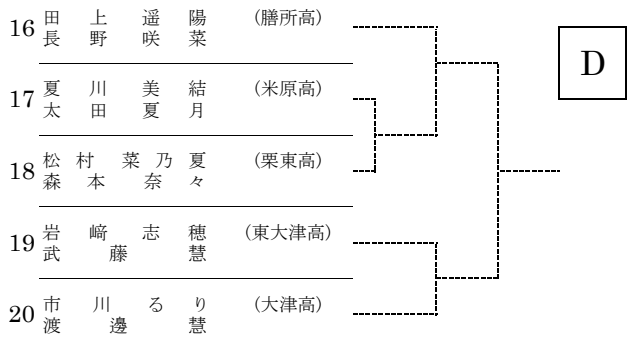 16 田上遥陽 (膳所高)
長野咲菜
D
17 夏川美結 (米原高)
太田夏月
18 松村菜乃夏 (栗東高)
森本奈々
19 岩﨑志穂 (東大津高)
武藤慧
20 市川るり (大津高)
渡邊慧